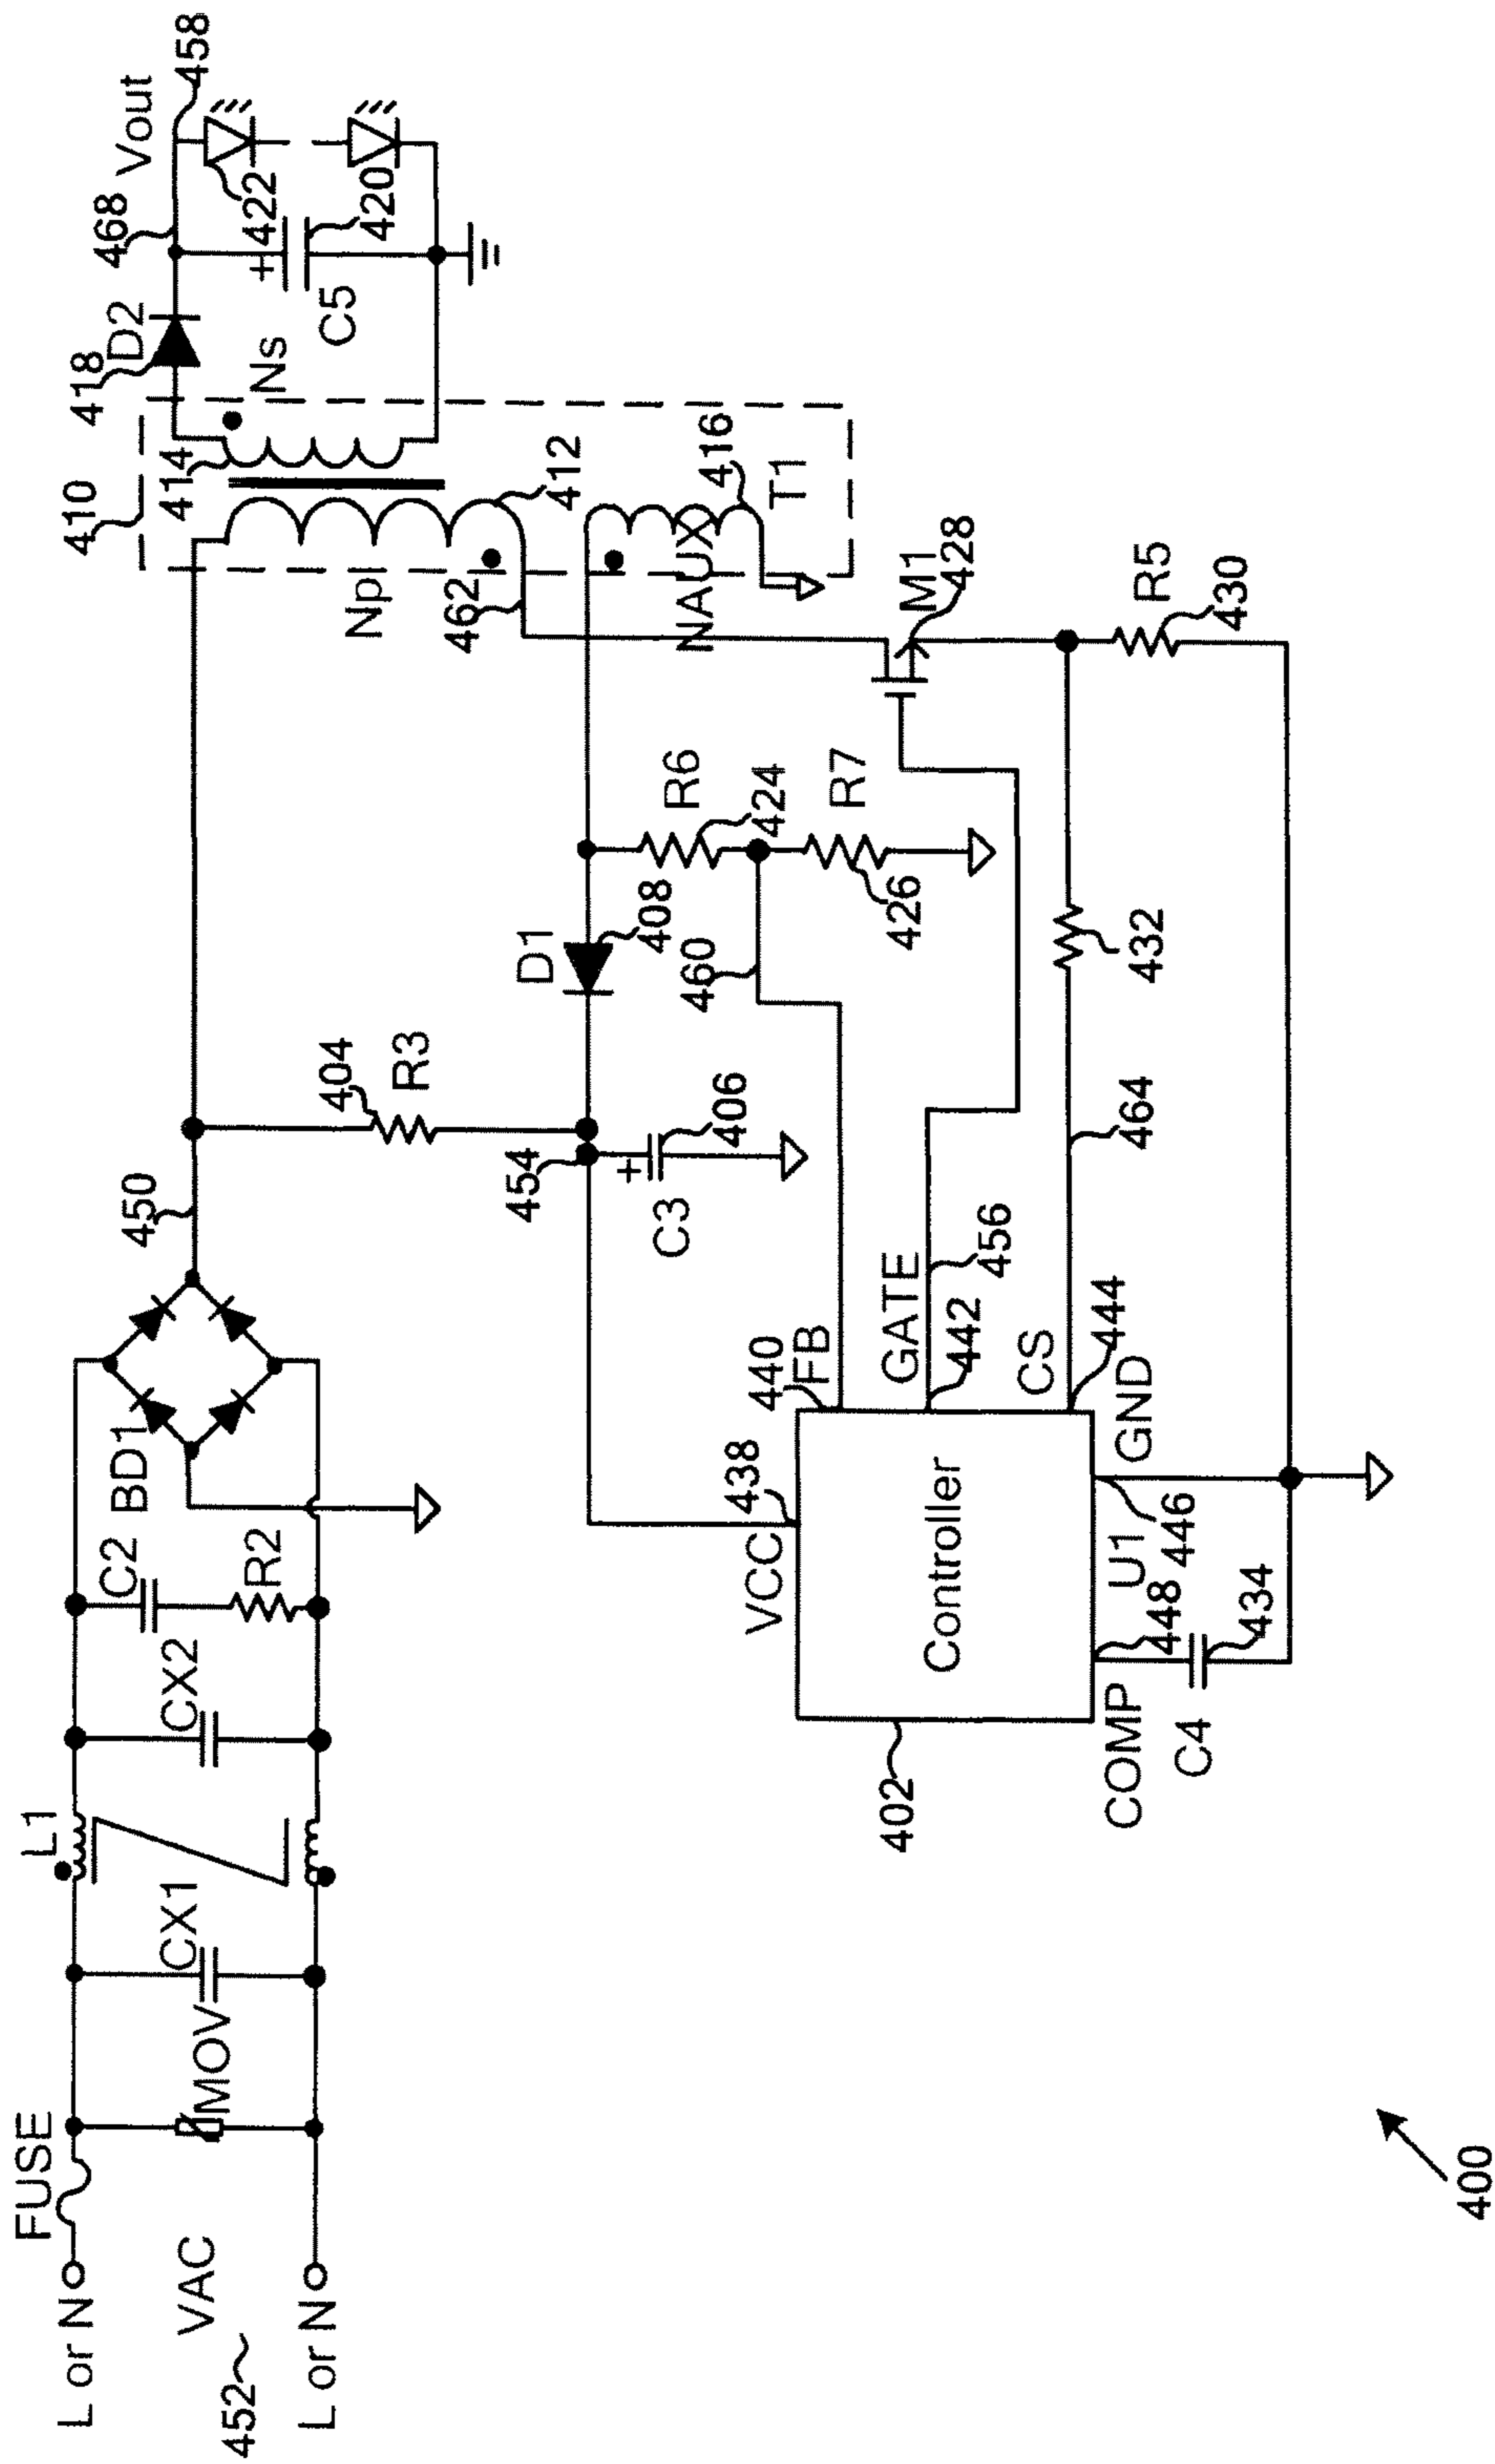 L or N
FUSE
VAC
452
L or N
MOV
CX1
L1
CX2
C2
R2
BD1
450
404
R3
454
C3
406
D1
408
R6
424
R7
426
460
410
414
418
D2
Ns
468
Vout
458
422
+
C5
420
Np
412
462
NAUX
416
T1
M1
428
R5
430
432
464
+
VCC
438
440
FB
GATE
442
456
CS
444
GND
446
U1
Controller
402
COMP
448
C4
434
400